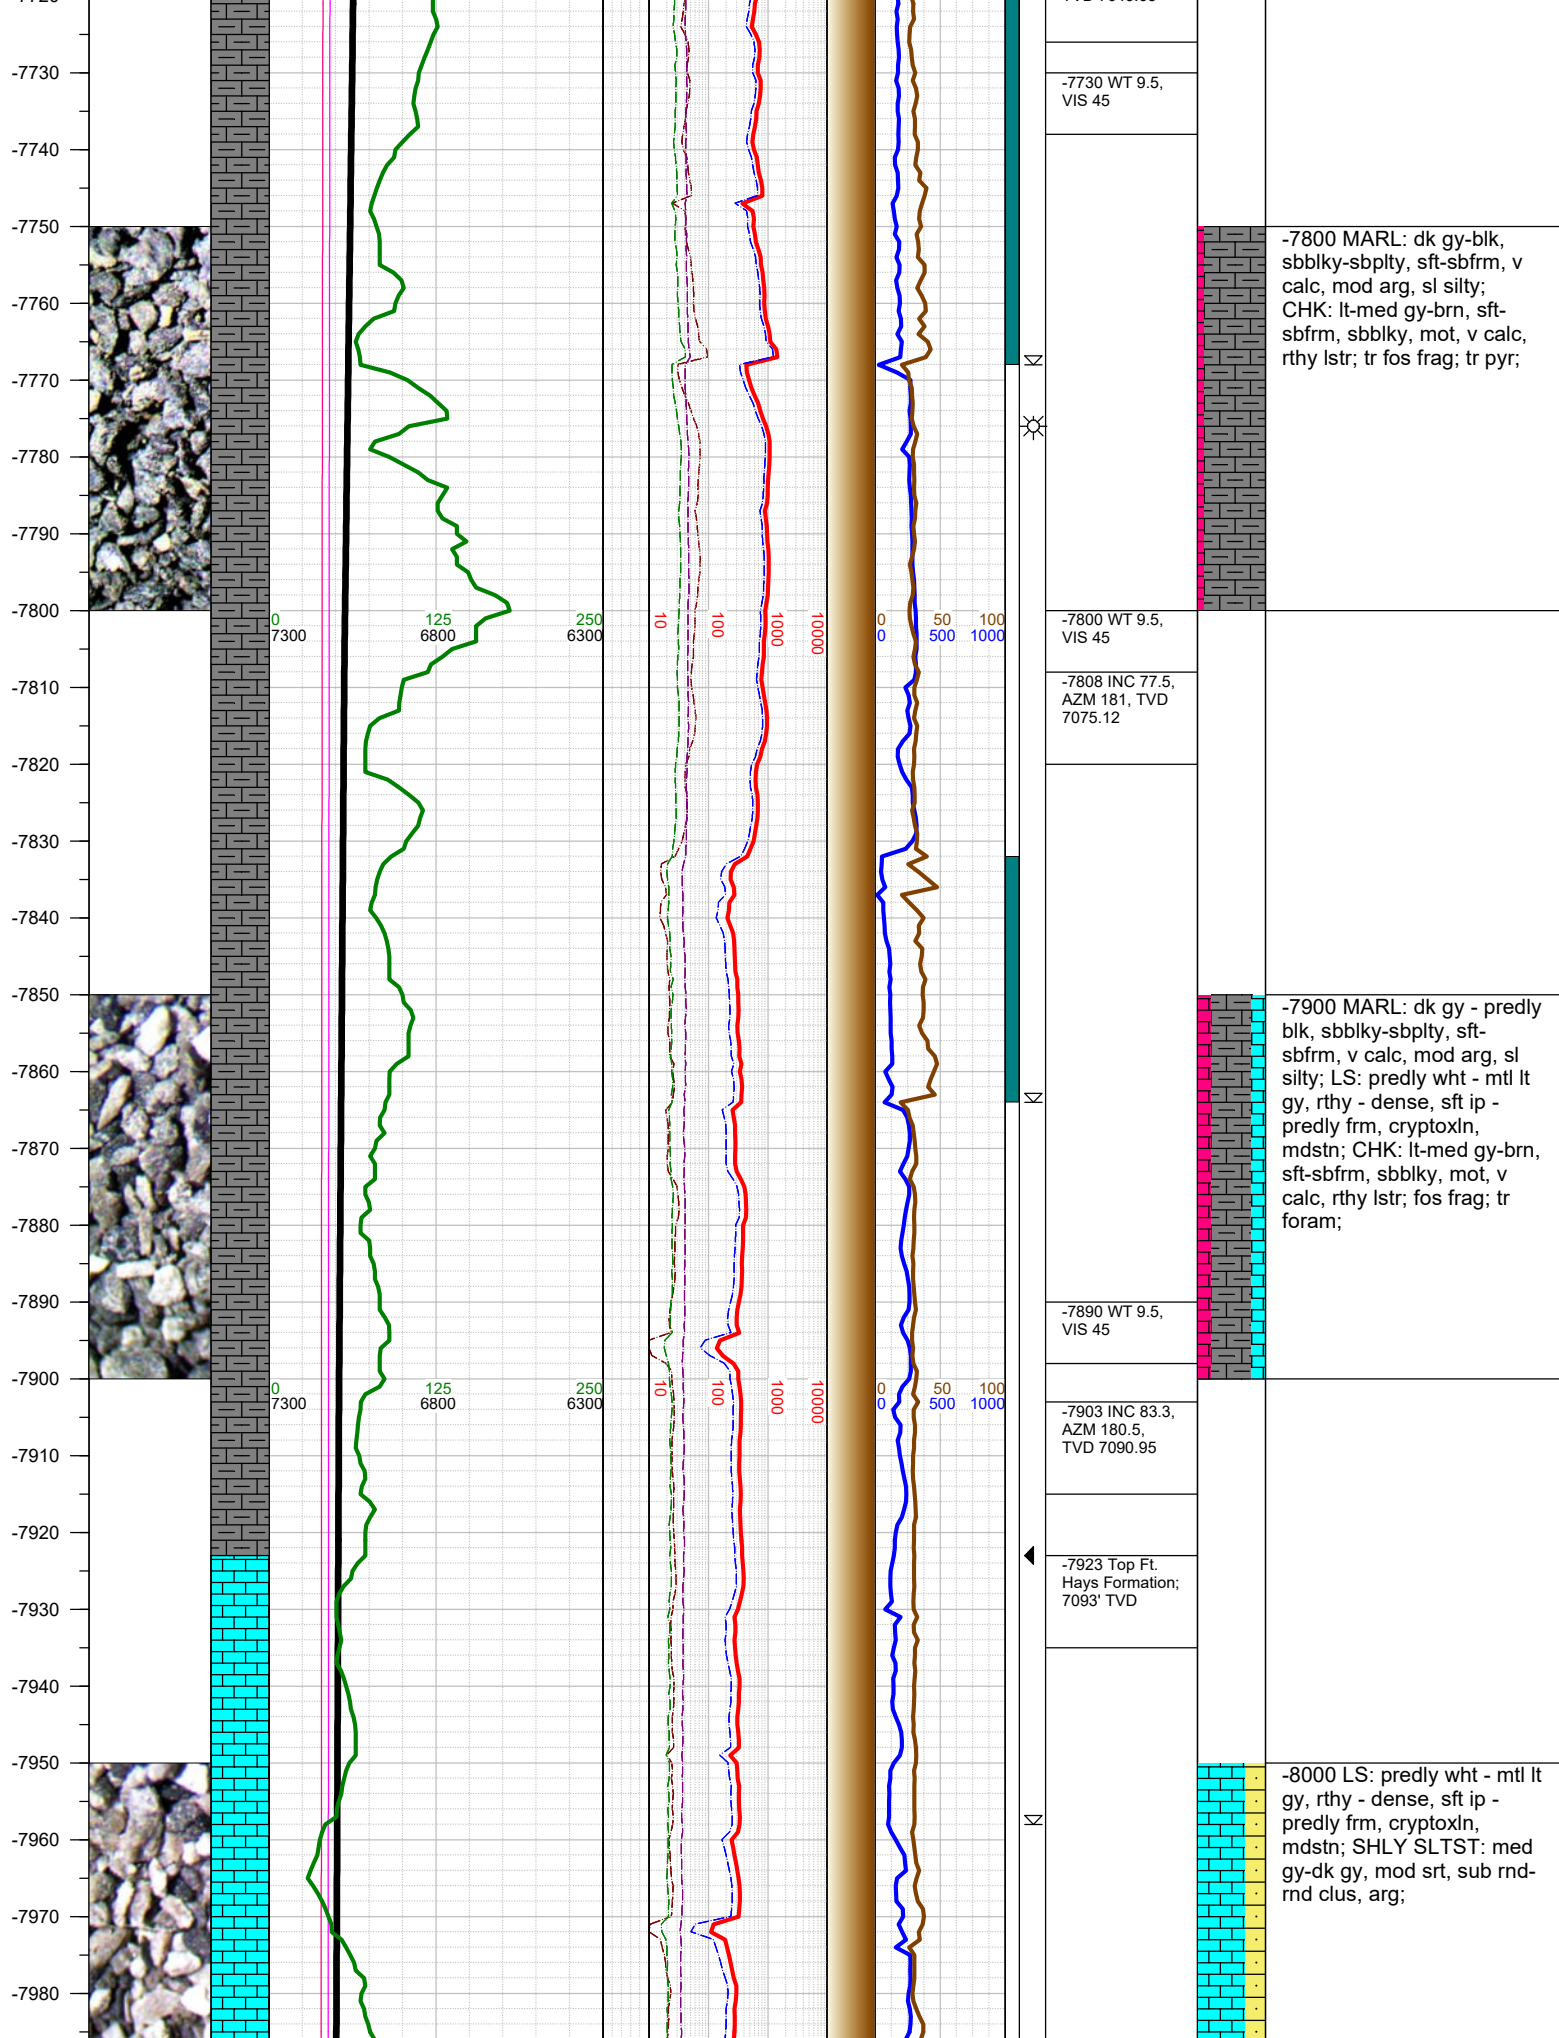 -7730
-7740
-7750
-7760
-7770
-7780
-7790
-7800
-7810
-7820
-7830
-7840
-7850
-7860
-7870
-7880
-7890
-7900
-7910
-7920
-7930
-7940
-7950
-7960
-7970
-7980
0 125 250
7300 6800 6300
10 100 1000 10000
0 50 100
0 500 1000
0 125 250
7300 6800 6300
10 100 1000 10000
0 50 100
0 500 1000
-7730 WT 9.5,
VIS 45
-7800 WT 9.5,
VIS 45
-7808 INC 77.5,
AZM 181, TVD
7075.12
-7890 WT 9.5,
VIS 45
-7903 INC 83.3,
AZM 180.5,
TVD 7090.95
-7923 Top Ft.
Hays Formation;
7093' TVD
-7800 MARL: dk gy-blk,
sbblky-sbplty, sft-sbfrm, v
calc, mod arg, sl silty;
CHK: lt-med gy-brn, sft-
sbfrm, sbblky, mot, v calc,
rthy lstr; tr fos frag; tr pyr;
-7900 MARL: dk gy - predly
blk, sbblky-sbplty, sft-
sbfrm, v calc, mod arg, sl
silty; LS: predly wht - mtl lt
gy, rthy - dense, sft ip -
predly frm, cryptoxln,
mdstn; CHK: lt-med gy-brn,
sft-sbfrm, sbblky, mot, v
calc, rthy lstr; fos frag; tr
foram;
-8000 LS: predly wht - mtl lt
gy, rthy - dense, sft ip -
predly frm, cryptoxln,
mdstn; SHLY SLTST: med
gy-dk gy, mod srt, sub rnd-
rnd clus, arg;